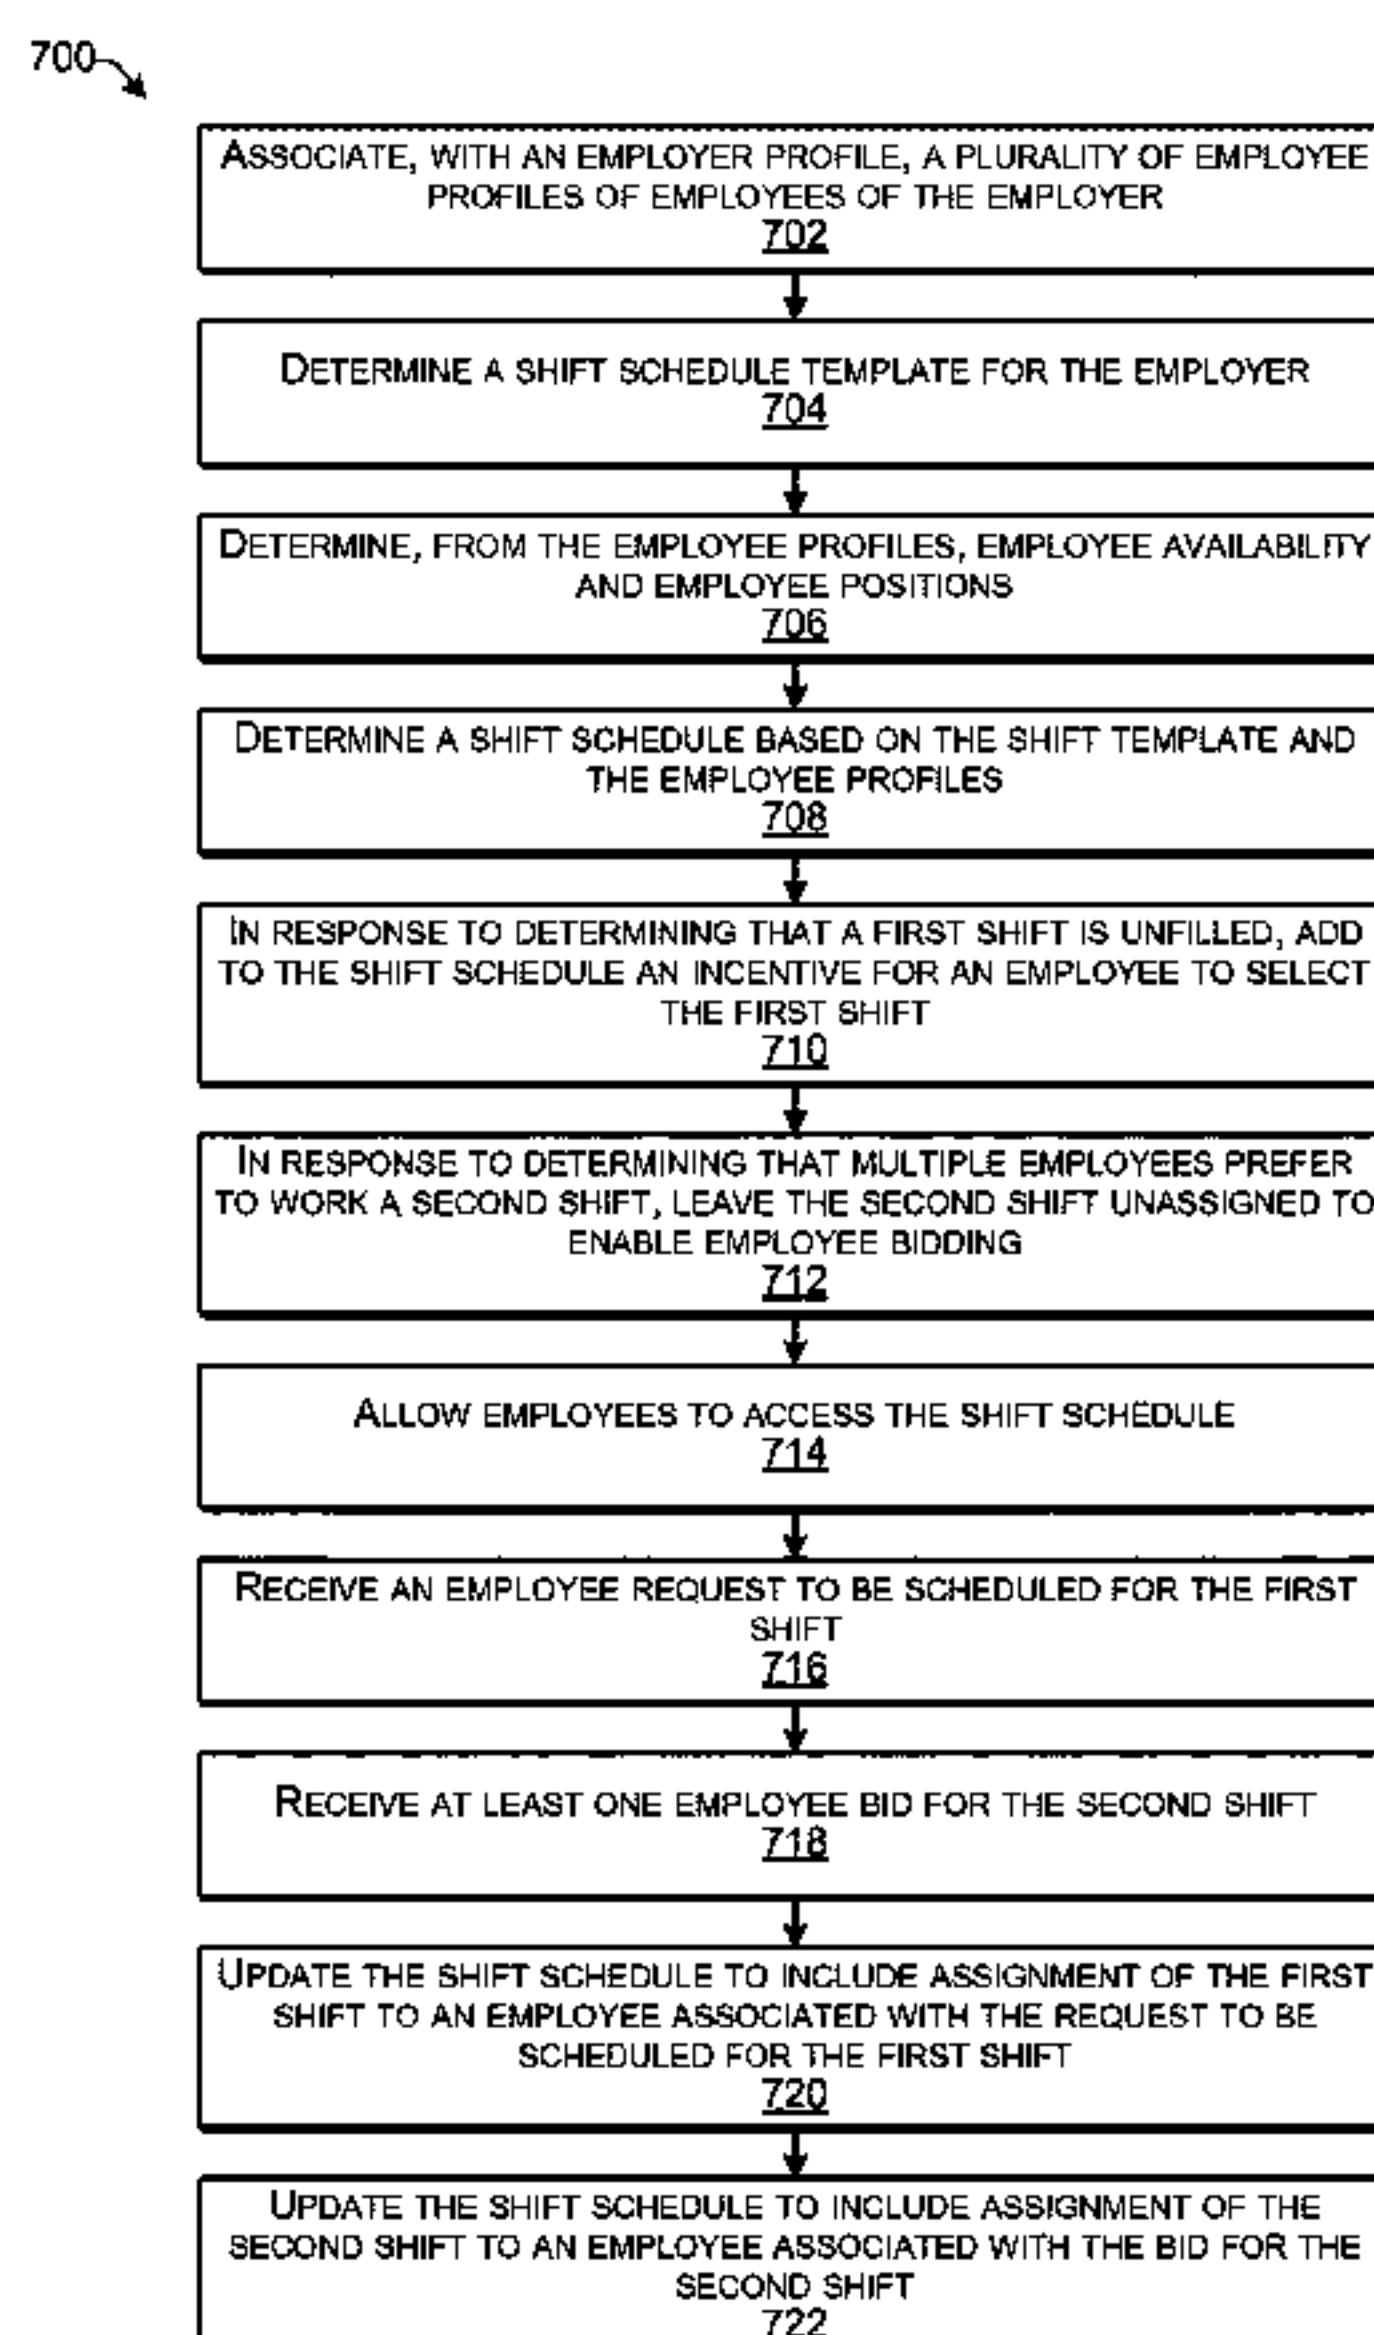 700
ASSOCIATE, WITH AN EMPLOYER PROFILE, A PLURALITY OF EMPLOYEE
PROFILES OF EMPLOYEES OF THE EMPLOYER
702
DETERMINE A SHIFT SCHEDULE TEMPLATE FOR THE EMPLOYER
704
DETERMINE, FROM THE EMPLOYEE PROFILES, EMPLOYEE AVAILABILITY
AND EMPLOYEE POSITIONS
706
DETERMINE A SHIFT SCHEDULE BASED ON THE SHIFT TEMPLATE AND
THE EMPLOYEE PROFILES
708
IN RESPONSE TO DETERMINING THAT A FIRST SHIFT IS UNFILLED, ADD
TO THE SHIFT SCHEDULE AN INCENTIVE FOR AN EMPLOYEE TO SELECT
THE FIRST SHIFT
710
IN RESPONSE TO DETERMINING THAT MULTIPLE EMPLOYEES PREFER
TO WORK A SECOND SHIFT, LEAVE THE SECOND SHIFT UNASSIGNED TO
ENABLE EMPLOYEE BIDDING
712
ALLOW EMPLOYEES TO ACCESS THE SHIFT SCHEDULE
714
RECEIVE AN EMPLOYEE REQUEST TO BE SCHEDULED FOR THE FIRST
SHIFT
716
RECEIVE AT LEAST ONE EMPLOYEE BID FOR THE SECOND SHIFT
718
UPDATE THE SHIFT SCHEDULE TO INCLUDE ASSIGNMENT OF THE FIRST
SHIFT TO AN EMPLOYEE ASSOCIATED WITH THE REQUEST TO BE
SCHEDULED FOR THE FIRST SHIFT
720
UPDATE THE SHIFT SCHEDULE TO INCLUDE ASSIGNMENT OF THE
SECOND SHIFT TO AN EMPLOYEE ASSOCIATED WITH THE BID FOR THE
SECOND SHIFT
722